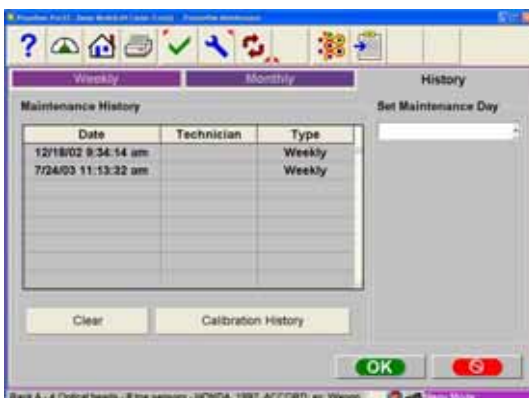 ?
Weekly
Monthly
History
Maintenance History
Set Maintenance Day
Date
Technician
Type
12/18/02 9:34:14 am
Weekly
7/24/03 11:13:32 am
Weekly
Clear
Calibration History
OK